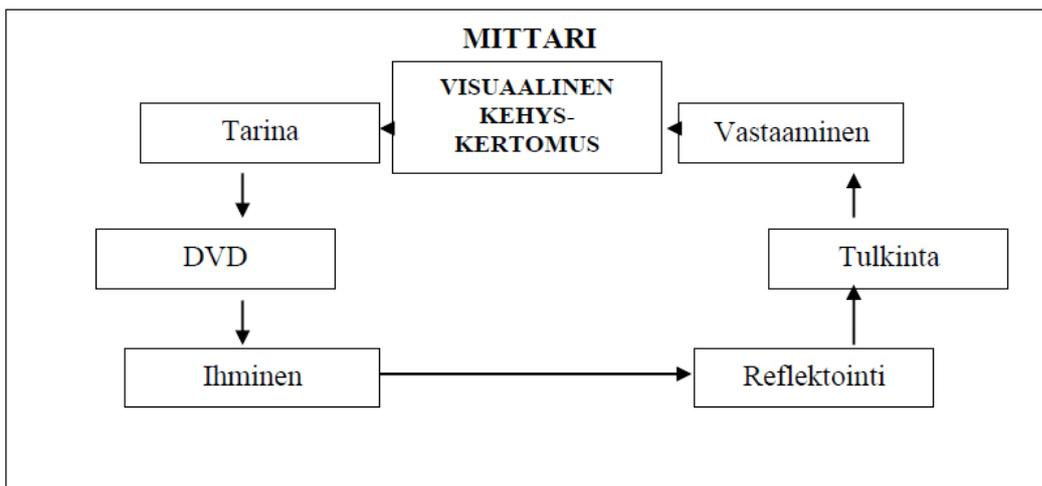 MITTARI
VISUAALINEN
KEHYS-
KERTOMUS
Tarina
Vastaaminen
DVD
Tulkinta
Ihminen
Reflektointi